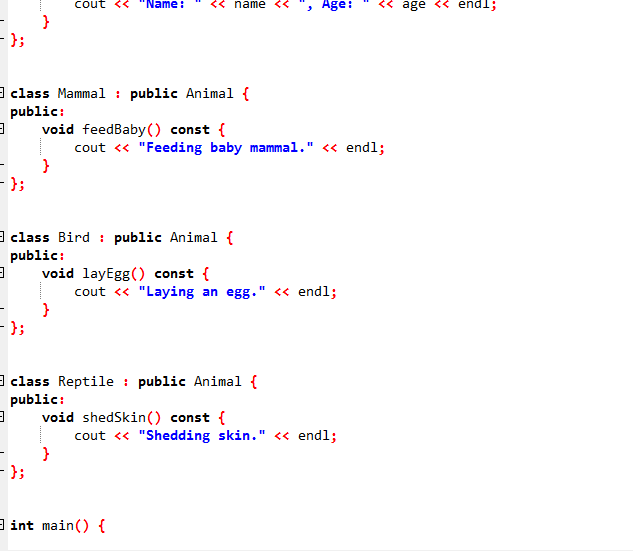 cout << "Name: " << name << ", Age: " << age << endl;
}
};
class Mammal : public Animal {
public:
void feedBaby() const {
cout << "Feeding baby mammal." << endl;
}
};
class Bird : public Animal {
public:
void layEgg() const {
cout << "Laying an egg." << endl;
}
};
class Reptile : public Animal {
public:
void shedSkin() const {
cout << "Shedding skin." << endl;
}
};
int main() {